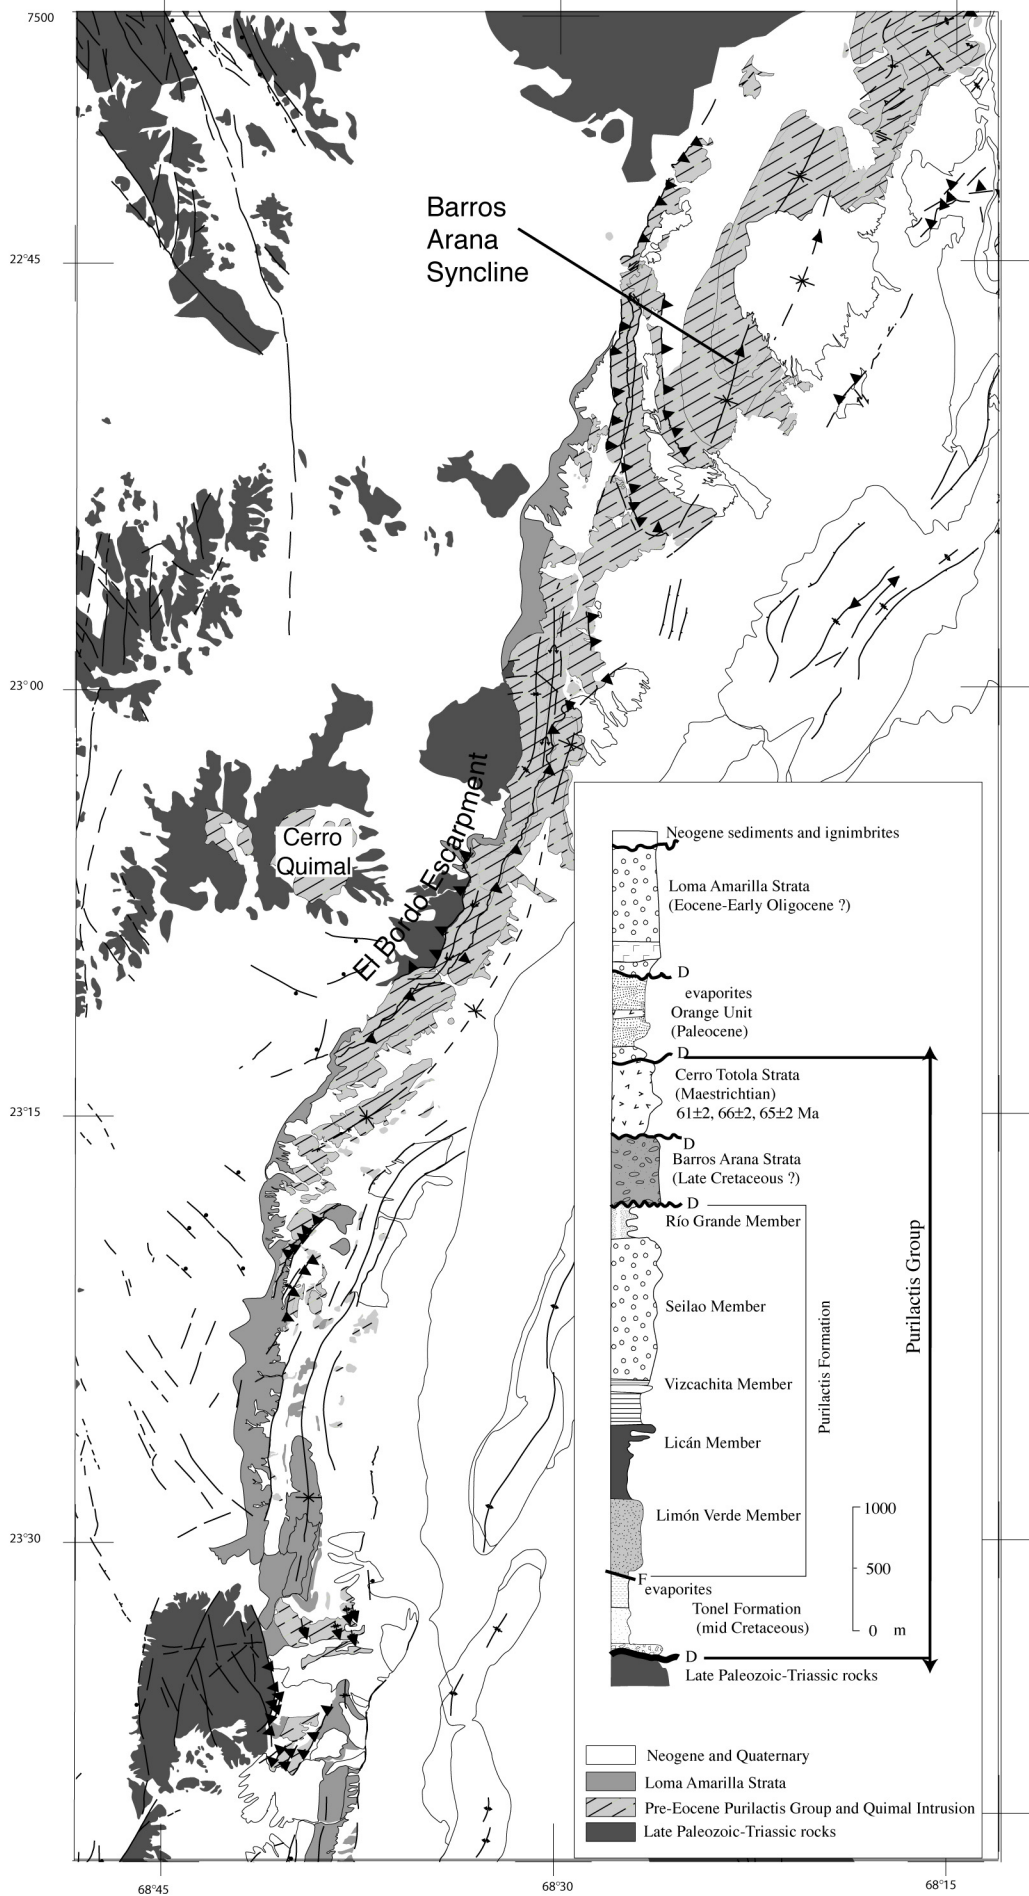 7500
Barros
Arana
Syncline
22°45
23°00
El Bordo Escarpment
Cerro
Quimal
23°15
23°30
68°45
68°30
68°15
Neogene sediments and ignimbrites
Loma Amarilla Strata
(Eocene-Early Oligocene ?)
D
evaporites
Orange Unit
(Paleocene)
D
Cerro Totola Strata
(Maestrichtian)
61±2, 66±2, 65±2 Ma
D
Barros Arana Strata
(Late Cretaceous ?)
D
Río Grande Member
Seilao Member
Vizcachita Member
Licán Member
Limón Verde Member
Purilactis Formation
Purilactis Group
1000
500
0 m
F
evaporites
Tonel Formation
(mid Cretaceous)
D
Late Paleozoic-Triassic rocks
Neogene and Quaternary
Loma Amarilla Strata
Pre-Eocene Purilactis Group and Quimal Intrusion
Late Paleozoic-Triassic rocks